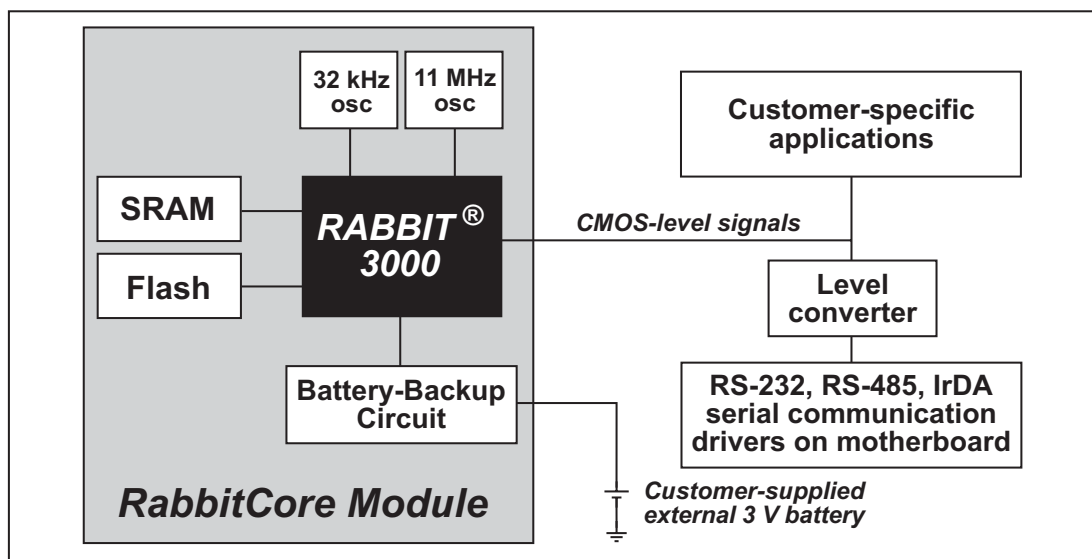 32 kHz
osc
11 MHz
osc
Customer-specific
applications
SRAM
RABBIT®
3000
CMOS-level signals
Flash
Level
converter
Battery-Backup
Circuit
RS-232, RS-485, IrDA
serial communication
drivers on motherboard
RabbitCore Module
Customer-supplied
external 3 V battery